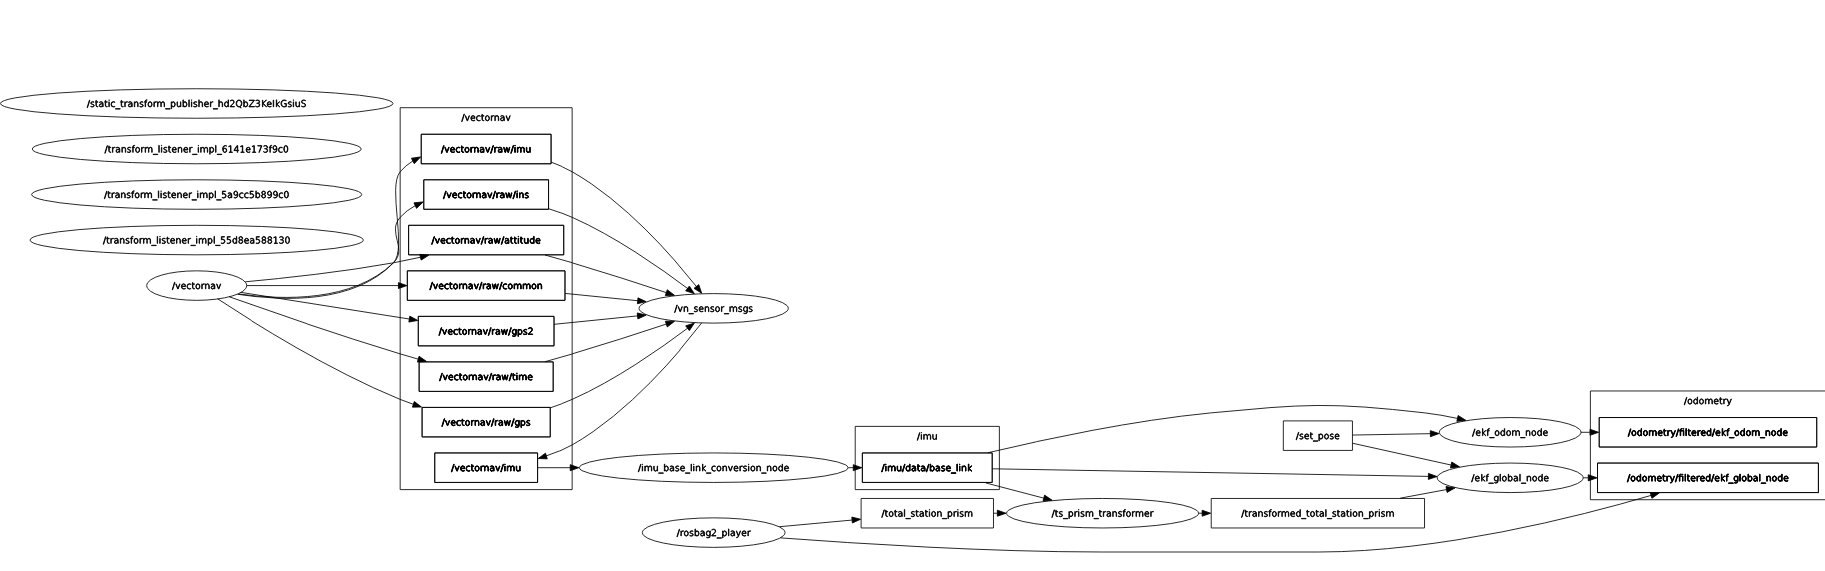 /static_transform_publisher_hd2QbZ3KeIkGsiuS
/transform_listener_impl_6141e173f9c0
/transform_listener_impl_5a9cc5b899c0
/transform_listener_impl_55d8ea588130
/vectornav
/vectornav
/vectornav/raw/imu
/vectornav/raw/ins
/vectornav/raw/attitude
/vectornav/raw/common
/vectornav/raw/gps2
/vectornav/raw/time
/vectornav/raw/gps
/vectornav/imu
/vn_sensor_msgs
/imu_base_link_conversion_node
/rosbag2_player
/imu
/imu/data/base_link
/total_station_prism
/ts_prism_transformer
/set_pose
/transformed_total_station_prism
/ekf_odom_node
/ekf_global_node
/odometry
/odometry/filtered/ekf_odom_node
/odometry/filtered/ekf_global_node